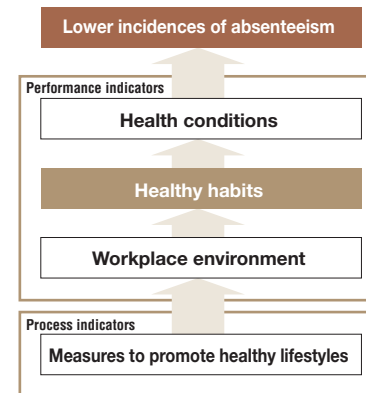 Lower incidences of absenteeism
Performance indicators
Health conditions
Healthy habits
Workplace environment
Process indicators
Measures to promote healthy lifestyles